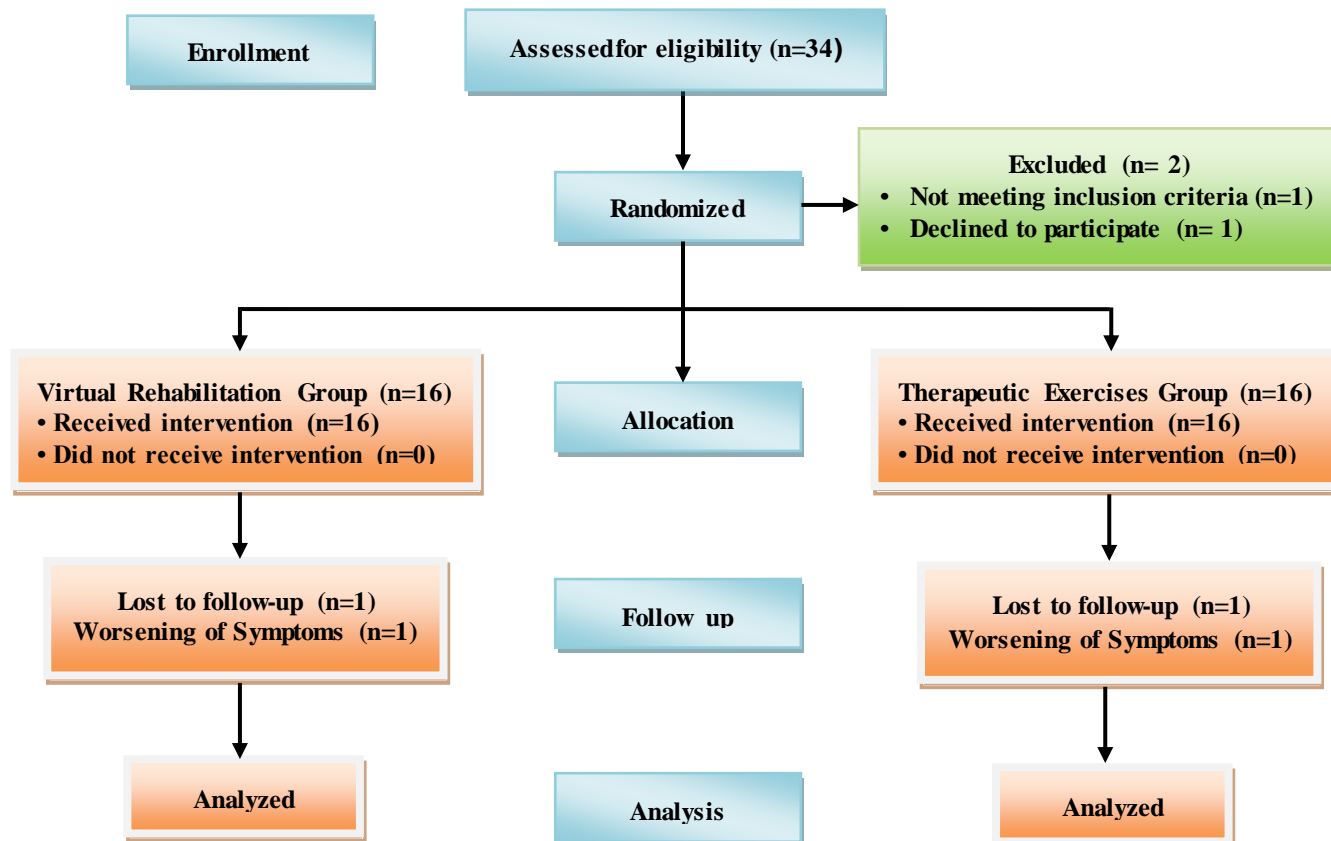 Enrollment
Assessedfor eligibility (n=34)
Excluded (n= 2)
• Not meeting inclusion criteria (n=1)
• Declined to participate (n= 1)
Randomized
Virtual Rehabilitation Group (n=16)
• Received intervention (n=16)
• Did not receive intervention (n=0)
Allocation
Therapeutic Exercises Group (n=16)
• Received intervention (n=16)
• Did not receive intervention (n=0)
Lost to follow-up (n=1)
Worsening of Symptoms (n=1)
Follow up
Lost to follow-up (n=1)
Worsening of Symptoms (n=1)
Analyzed
Analysis
Analyzed